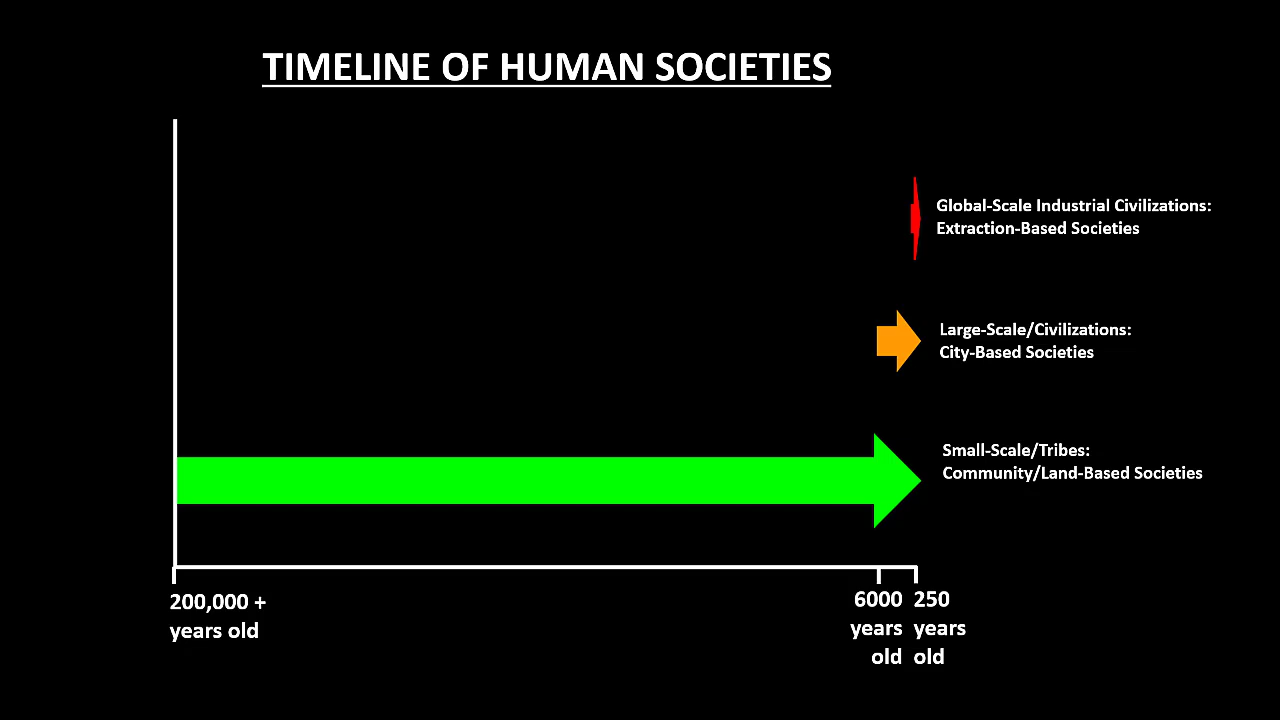 TIMELINE OF HUMAN SOCIETIES
Global-Scale Industrial Civilizations:
Extraction-Based Societies
Large-Scale/Civilizations:
City-Based Societies
Small-Scale/Tribes:
Community/Land-Based Societies
200,000 +
years old
6000
years
old
250
years
old